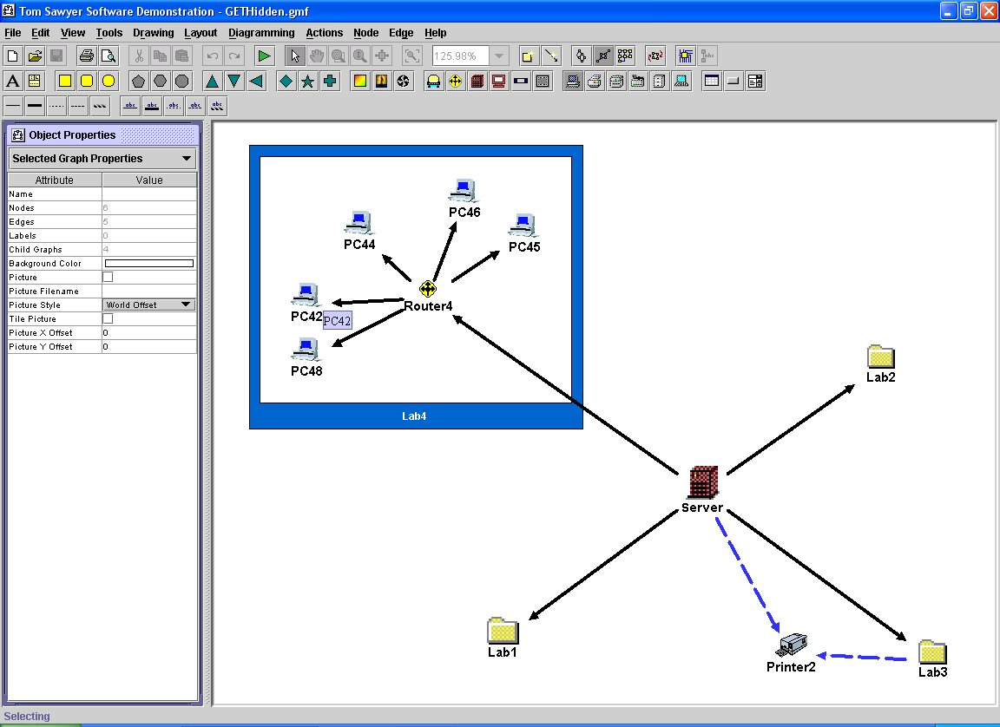 Tom Sawyer Software Demonstration - GETHidden.gmf
File Edit View Tools Drawing Layout Diagramming Actions Node Edge Help
125.98%
A
abc abc abc abc abc
Object Properties
Selected Graph Properties
Attribute Value
Name
Nodes 6
Edges 5
Labels 0
Child Graphs 4
Background Color
Picture
Picture Filename
Picture Style World Offset
Tile Picture
Picture X Offset 0
Picture Y Offset 0
PC46
PC44
PC45
Router4
PC42
PC42
PC48
Lab4
Lab2
Server
Lab1
Printer2
Lab3
Selecting